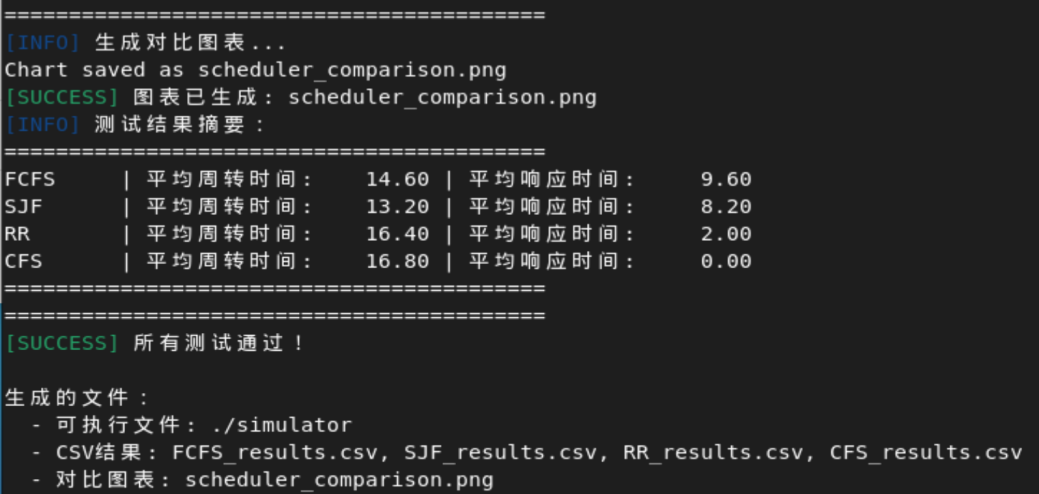 ==========================================
[INFO] 生成对比图表...
Chart saved as scheduler_comparison.png
[SUCCESS] 图表已生成: scheduler_comparison.png
[INFO] 测试结果摘要:
==========================================
FCFS     | 平均周转时间:    14.60 | 平均响应时间:     9.60
SJF      | 平均周转时间:    13.20 | 平均响应时间:     8.20
RR       | 平均周转时间:    16.40 | 平均响应时间:     2.00
CFS      | 平均周转时间:    16.80 | 平均响应时间:     0.00
==========================================
==========================================
[SUCCESS] 所有测试通过!
生成的文件:
  - 可执行文件: ./simulator
  - CSV结果: FCFS_results.csv, SJF_results.csv, RR_results.csv, CFS_results.csv
  - 对比图表: scheduler_comparison.png